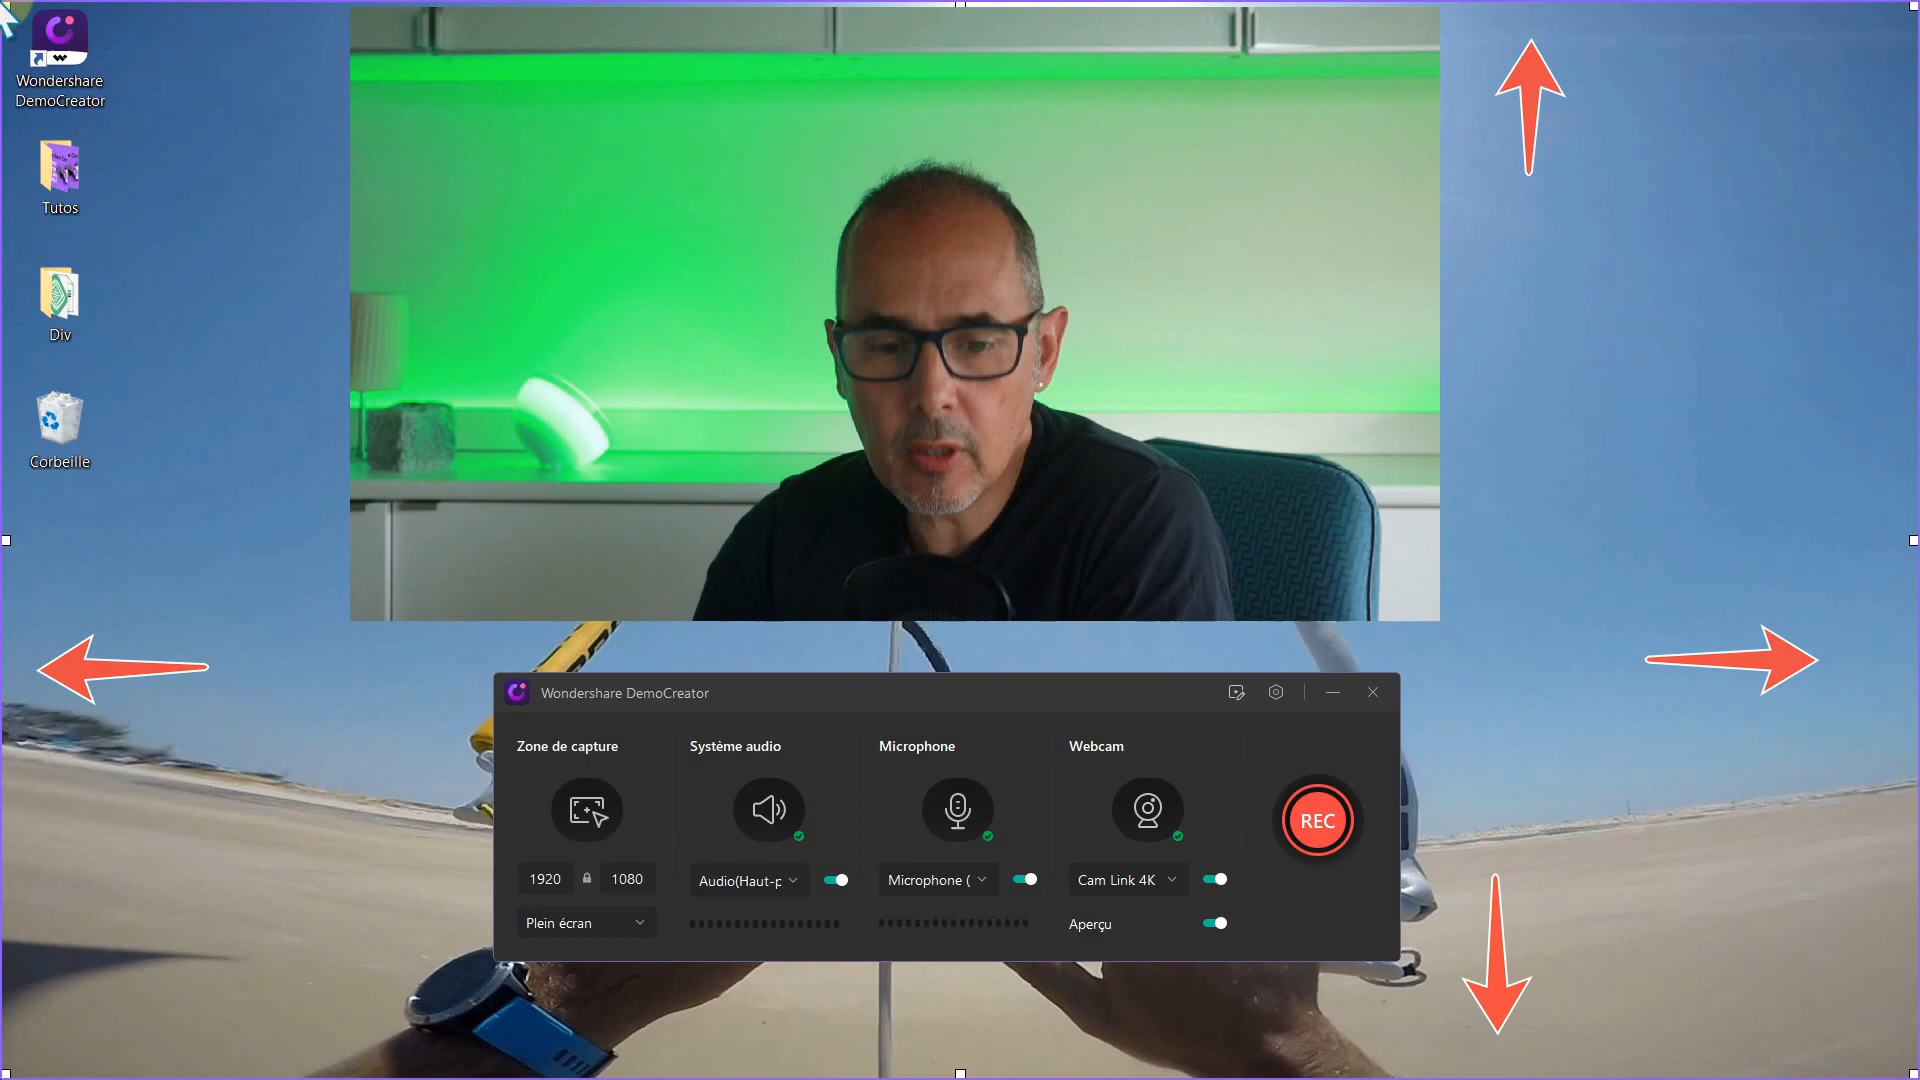 Wondershare
DemoCreator
Tutos
Div
Corbeille
Wondershare DemoCreator
Zone de capture
Système audio
Microphone
Webcam
REC
1920
1080
Audio(Haut-p
Microphone (
Cam Link 4K
Plein écran
Aperçu